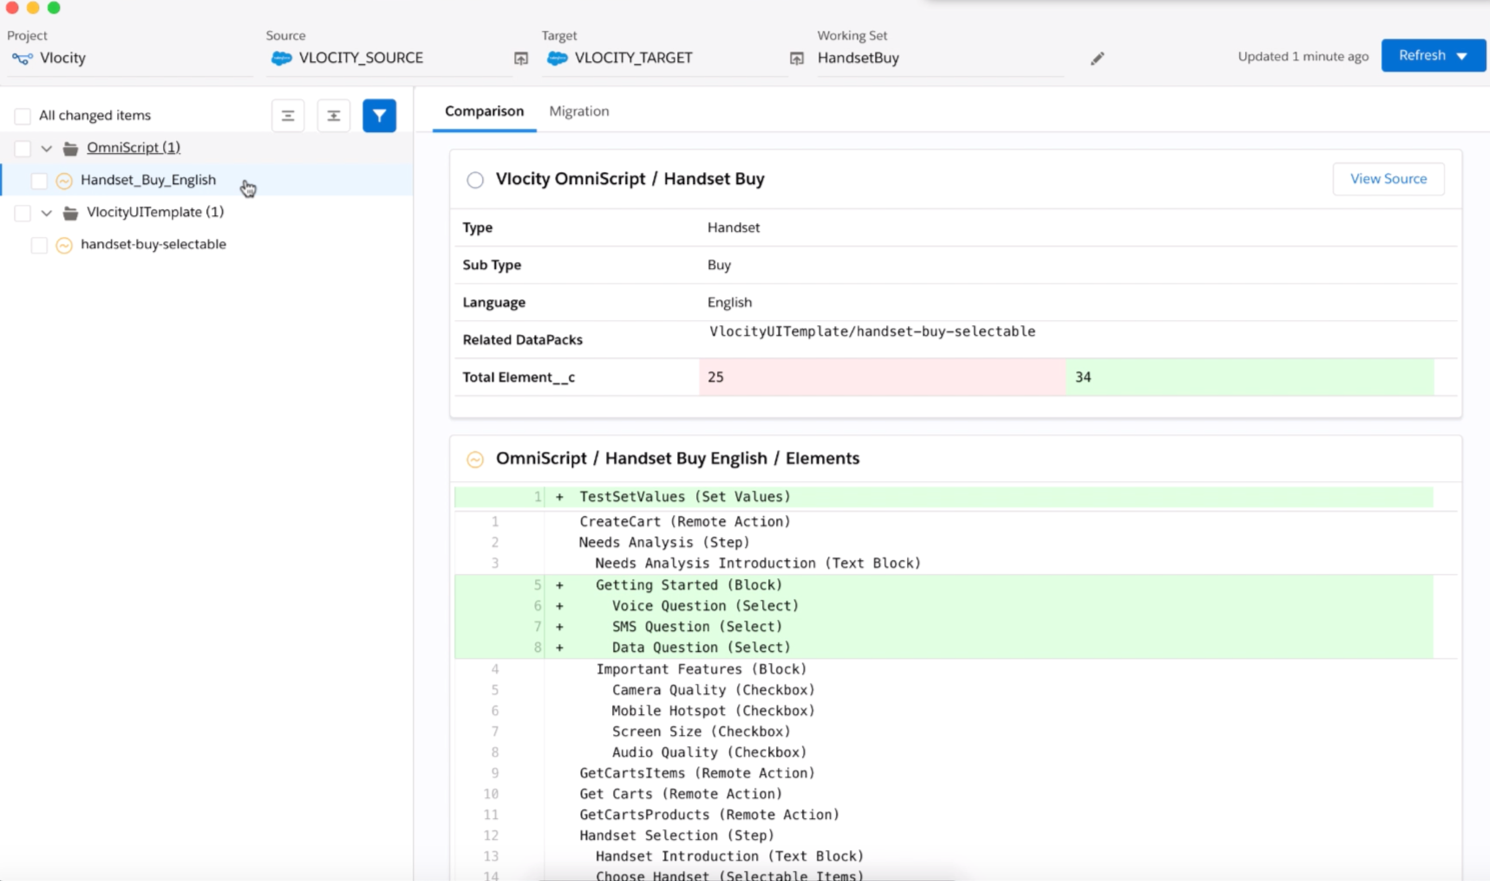 Project
Vlocity
Source
VLOCITY_SOURCE
Target
VLOCITY_TARGET
Working Set
HandsetBuy
Updated 1 minute ago
Refresh
All changed items
OmniScript (1)
Handset_Buy_English
VlocityUITemplate (1)
handset-buy-selectable
Comparison
Migration
Vlocity OmniScript / Handset Buy
View Source
Type Handset
Sub Type Buy
Language English
Related DataPacks VlocityUITemplate/handset-buy-selectable
Total Element__c 25 34
OmniScript / Handset Buy English / Elements
1 + TestSetValues (Set Values)
1 CreateCart (Remote Action)
2 Needs Analysis (Step)
3 Needs Analysis Introduction (Text Block)
5 + Getting Started (Block)
6 + Voice Question (Select)
7 + SMS Question (Select)
8 + Data Question (Select)
4 Important Features (Block)
5 Camera Quality (Checkbox)
6 Mobile Hotspot (Checkbox)
7 Screen Size (Checkbox)
8 Audio Quality (Checkbox)
9 GetCartsItems (Remote Action)
10 Get Carts (Remote Action)
11 GetCartsProducts (Remote Action)
12 Handset Selection (Step)
13 Handset Introduction (Text Block)
14 Choose Handset (Selectable Items)